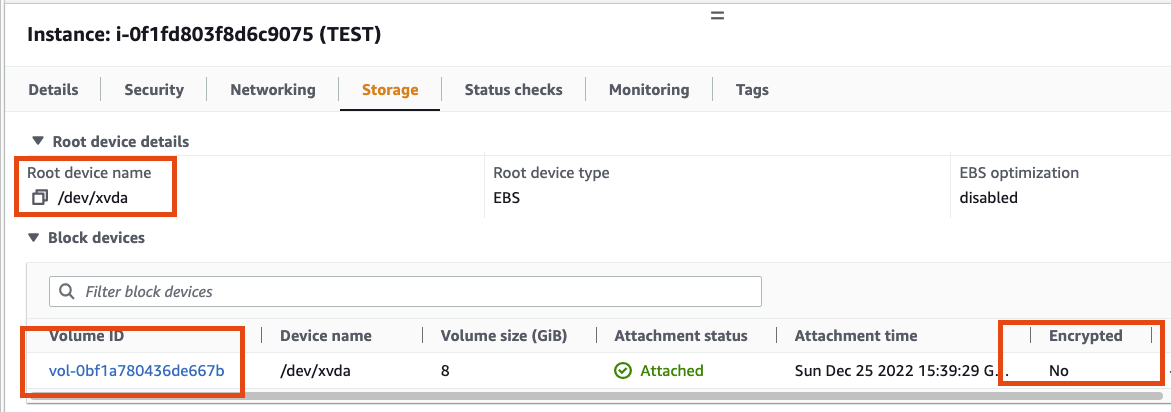 Instance: i-0f1fd803f8d6c9075 (TEST)
Details Security Networking Storage Status checks Monitoring Tags
Root device details
Root device name Root device type EBS optimization
/dev/xvda EBS disabled
Block devices
Filter block devices
Volume ID Device name Volume size (GiB) Attachment status Attachment time Encrypted
vol-0bf1a780436de667b /dev/xvda 8 Attached Sun Dec 25 2022 15:39:29 G... No